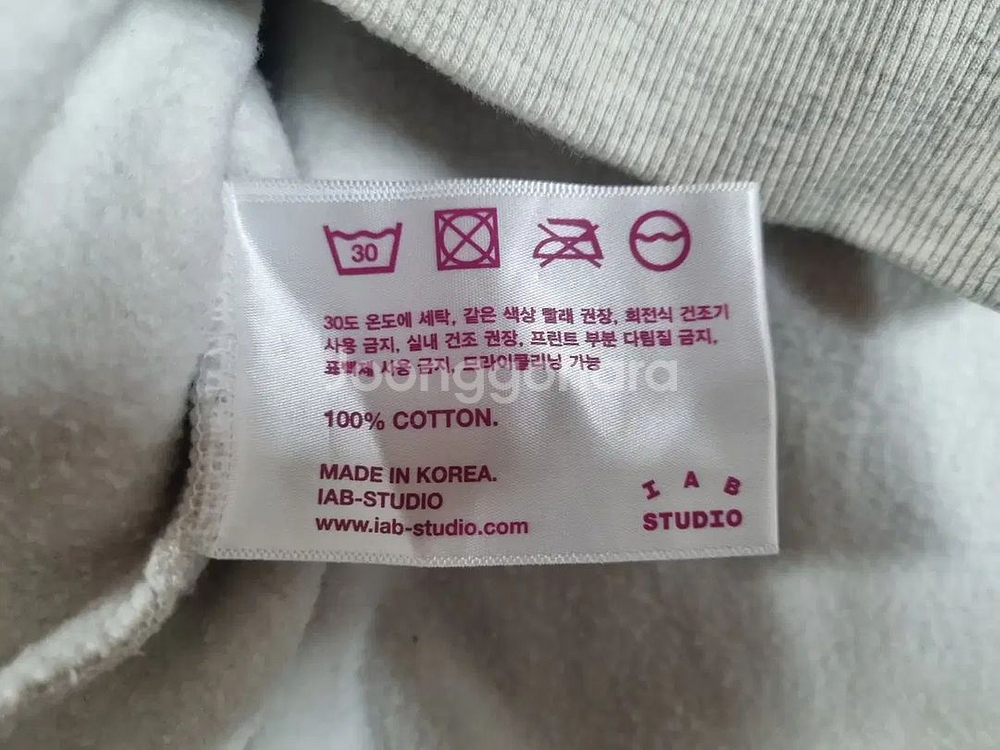 30
30도 온도에 세탁, 같은 색상 빨래 권장, 회전식 건조기
사용 금지, 실내 건조 권장, 프린트 부분 다림질 금지,
표백제 사용 금지, 드라이클리닝 가능
Joonggonara
100% COTTON.
MADE IN KOREA.
IAB-STUDIO
www.iab-studio.com
IAB
STUDIO